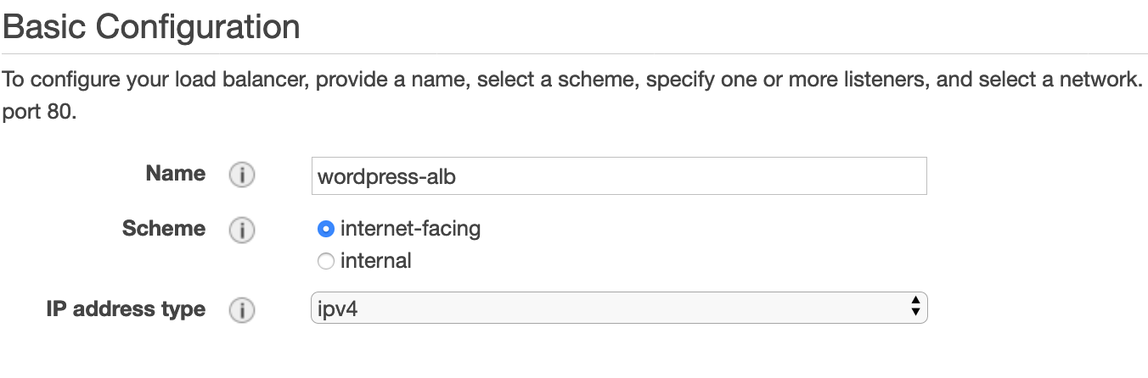 Basic Configuration
To configure your load balancer, provide a name, select a scheme, specify one or more listeners, and select a network.
port 80.
Name i wordpress-alb
Scheme i internet-facing
internal
IP address type i ipv4